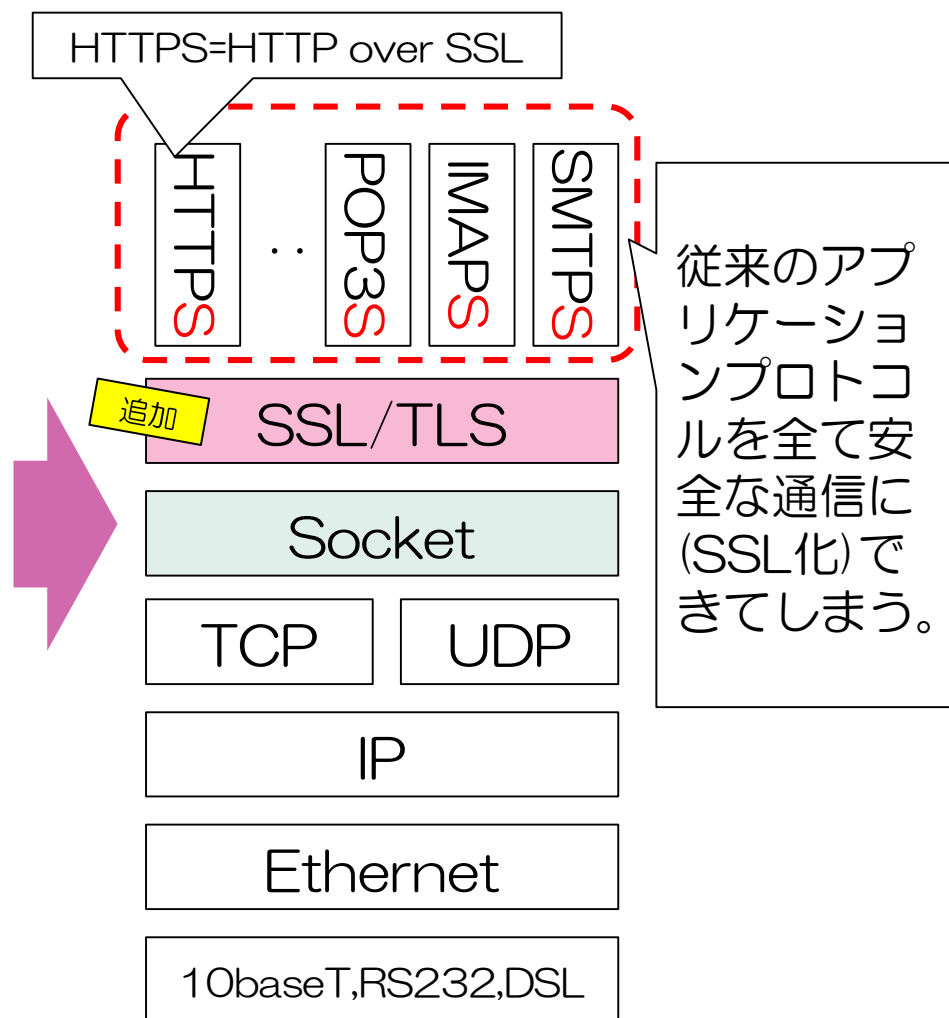 HTTPS=HTTP over SSL
HTTPS
‥
POP3S
IMAPS
SMTPS
従来のアプ
リケーショ
ンプロトコ
ルを全て安
全な通信に
(SSL化)で
きてしまう。
追加
SSL/TLS
Socket
TCP
UDP
IP
Ethernet
10baseT,RS232,DSL